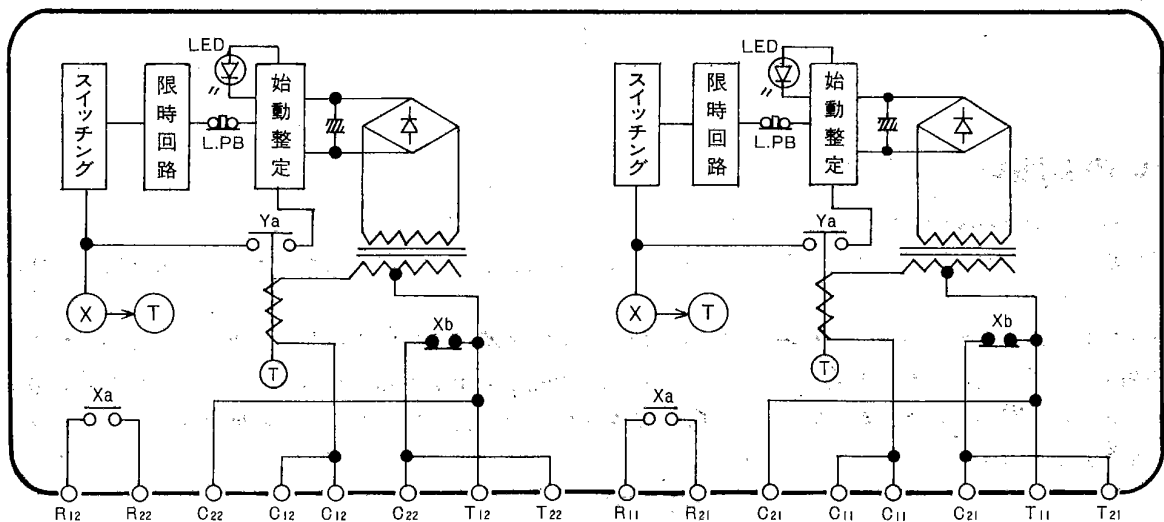 LED
スイッチング
限時回路
始動整定
〃
L.PB
Ya
X
T
Xb
T
Xa
R12 R22 C22 C12 C12 C22 T12 T22
LED
スイッチング
限時回路
始動整定
〃
L.PB
Ya
X
T
Xb
T
Xa
R11 R21 C21 C11 C11 C21 T11 T21